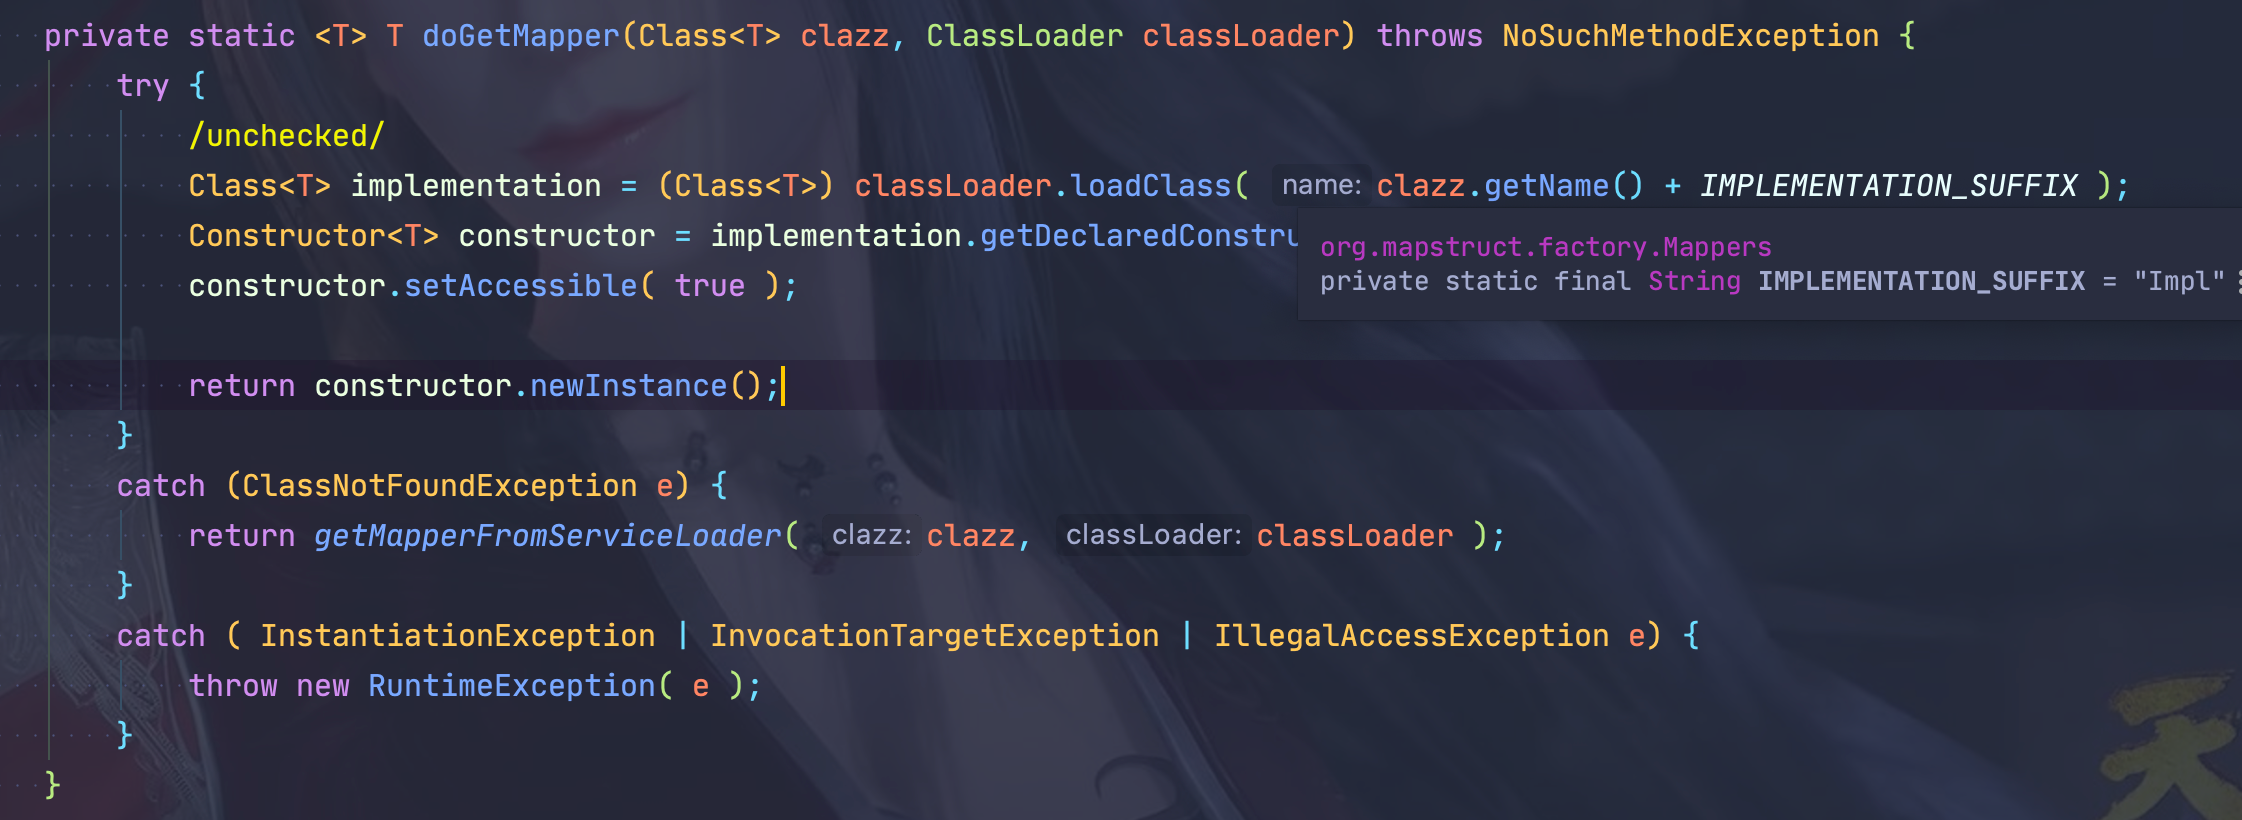 private static <T> T doGetMapper(Class<T> clazz, ClassLoader classLoader) throws NoSuchMethodException {
try {
/unchecked/
Class<T> implementation = (Class<T>) classLoader.loadClass( name: clazz.getName() + IMPLEMENTATION_SUFFIX );
Constructor<T> constructor = implementation.getDeclaredConstru
org.mapstruct.factory.Mappers
private static final String IMPLEMENTATION_SUFFIX = "Impl"
constructor.setAccessible( true );
return constructor.newInstance();
}
catch (ClassNotFoundException e) {
return getMapperFromServiceLoader( clazz: clazz, classLoader: classLoader );
}
catch ( InstantiationException | InvocationTargetException | IllegalAccessException e) {
throw new RuntimeException( e );
}
}
天